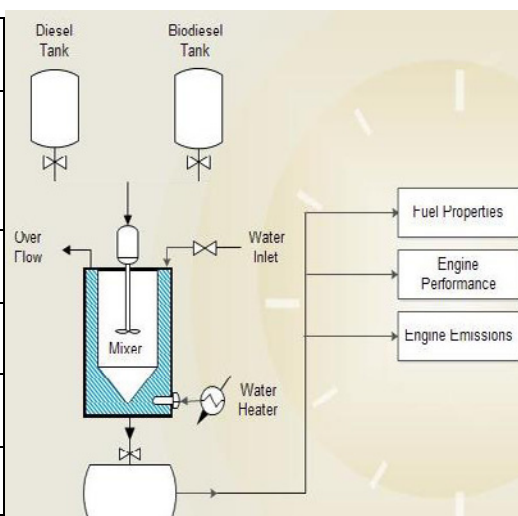 Diesel
Tank
Biodiesel
Tank
Over
Flow
Water
Inlet
Mixer
Water
Heater
Fuel Properties
Engine
Performance
Engine Emissions